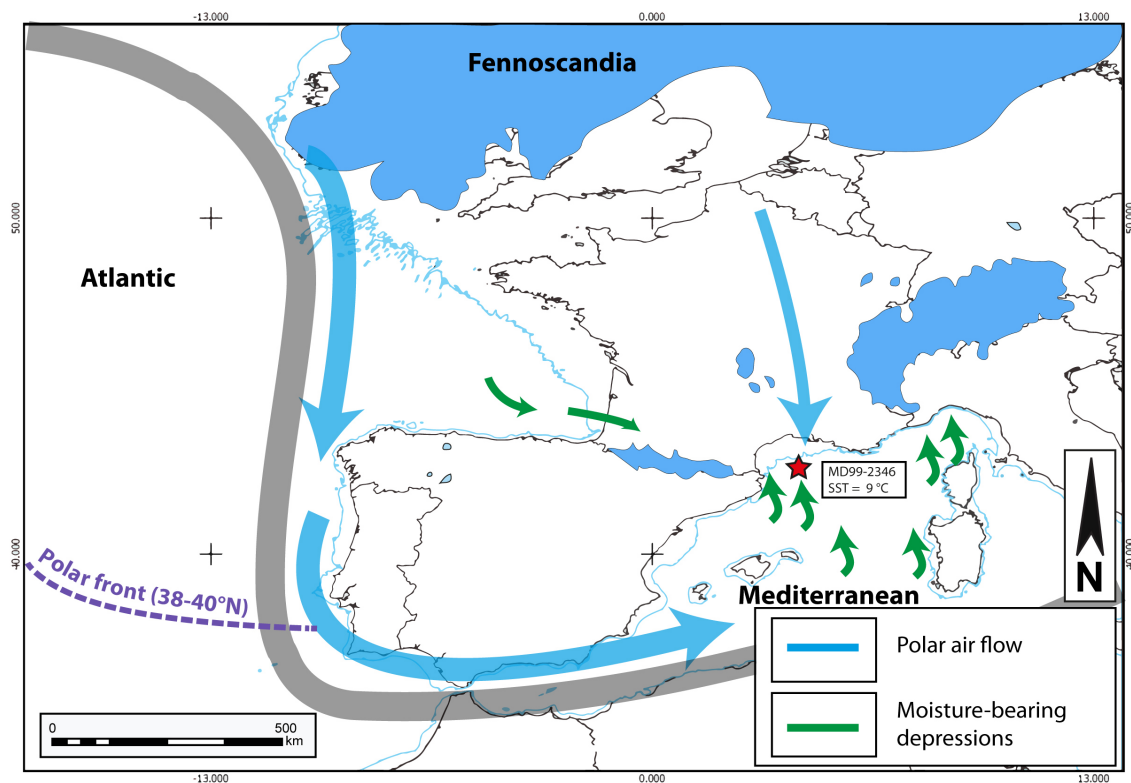 -13.000
0.000
13.000
Fennoscandia
50.000
Atlantic
MD99-2346
SST = 9 °C
40.000
Polar front (38-40°N)
N
Mediterranean
Polar air flow
Moisture-bearing
depressions
0
500
km
-13.000
0.000
13.000